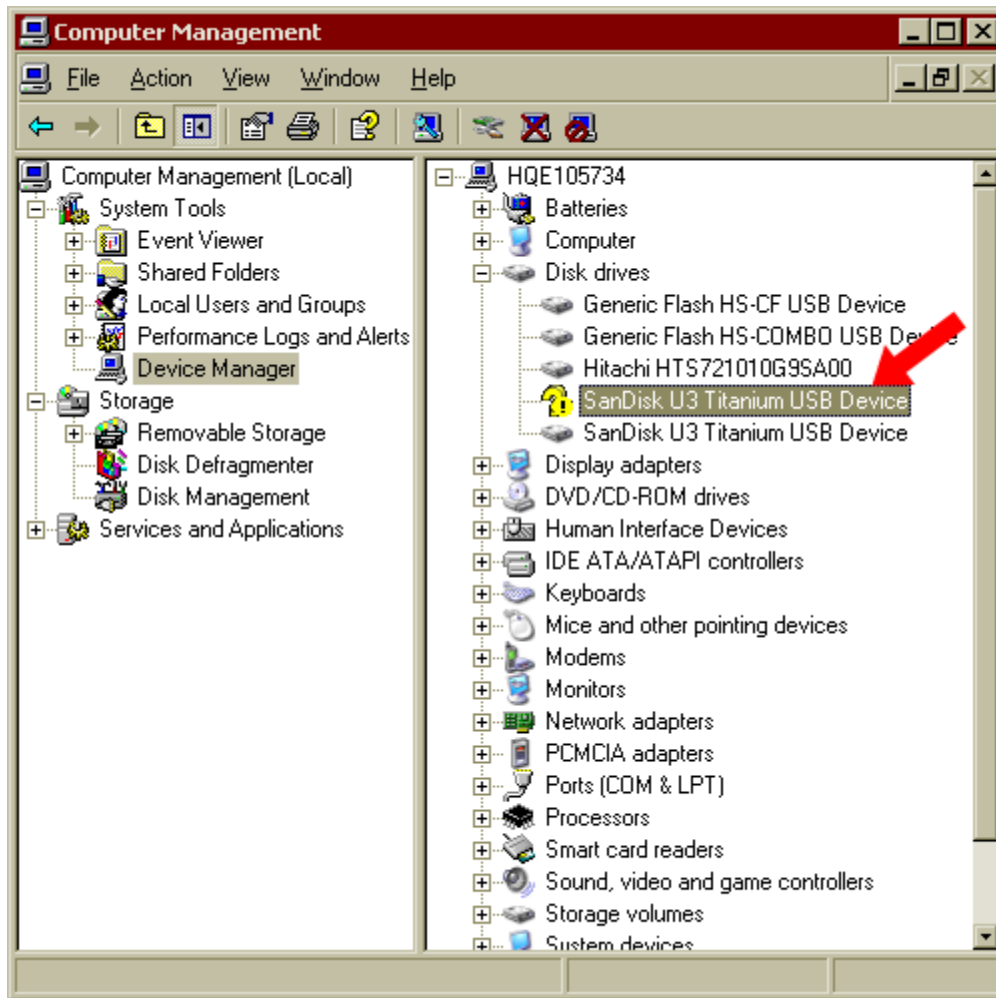 Computer Management
File Action View Window Help
Computer Management (Local)
System Tools
Event Viewer
Shared Folders
Local Users and Groups
Performance Logs and Alerts
Device Manager
Storage
Removable Storage
Disk Defragmenter
Disk Management
Services and Applications
HQE105734
Batteries
Computer
Disk drives
Generic Flash HS-CF USB Device
Generic Flash HS-COMBO USB Device
Hitachi HTS721010G9SA00
SanDisk U3 Titanium USB Device
SanDisk U3 Titanium USB Device
Display adapters
DVD/CD-ROM drives
Human Interface Devices
IDE ATA/ATAPI controllers
Keyboards
Mice and other pointing devices
Modems
Monitors
Network adapters
PCMCIA adapters
Ports (COM & LPT)
Processors
Smart card readers
Sound, video and game controllers
Storage volumes
System devices